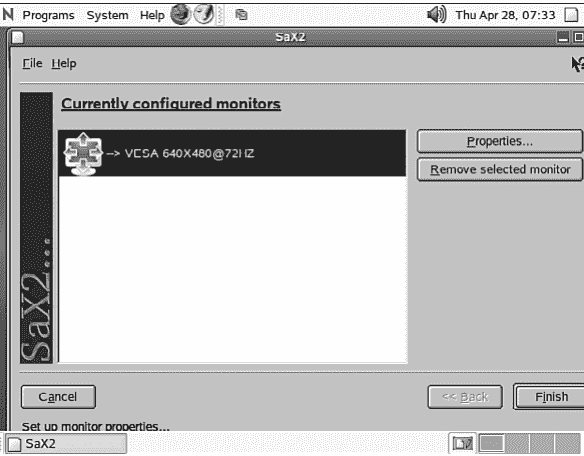 N Programs System Help Thu Apr 28, 07:33
SaX2
File Help
Currently configured monitors
--> VESA 640X480@72HZ
Properties...
Remove selected monitor
SaX2...
Cancel
<< Back
Finish
Set up monitor properties...
SaX2